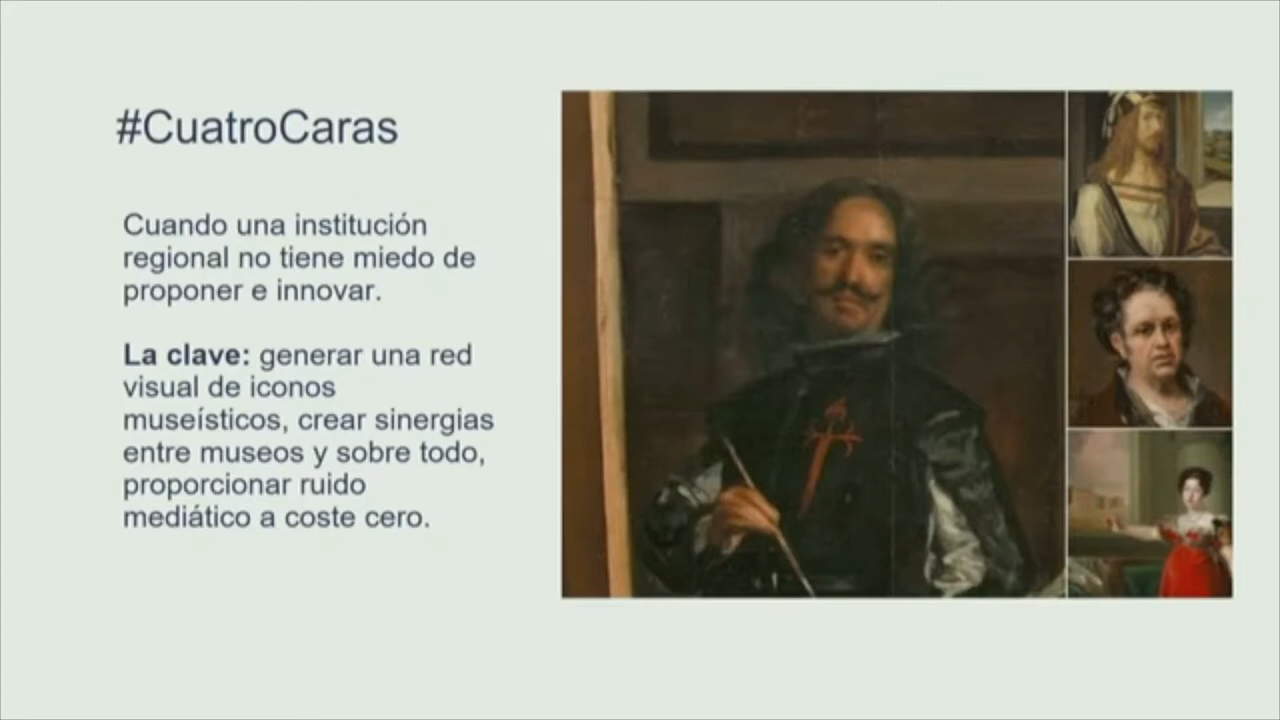 #CuatroCaras
Cuando una institución
regional no tiene miedo de
proponer e innovar.
La clave: generar una red
visual de iconos
museísticos, crear sinergias
entre museos y sobre todo,
proporcionar ruido
mediático a coste cero.